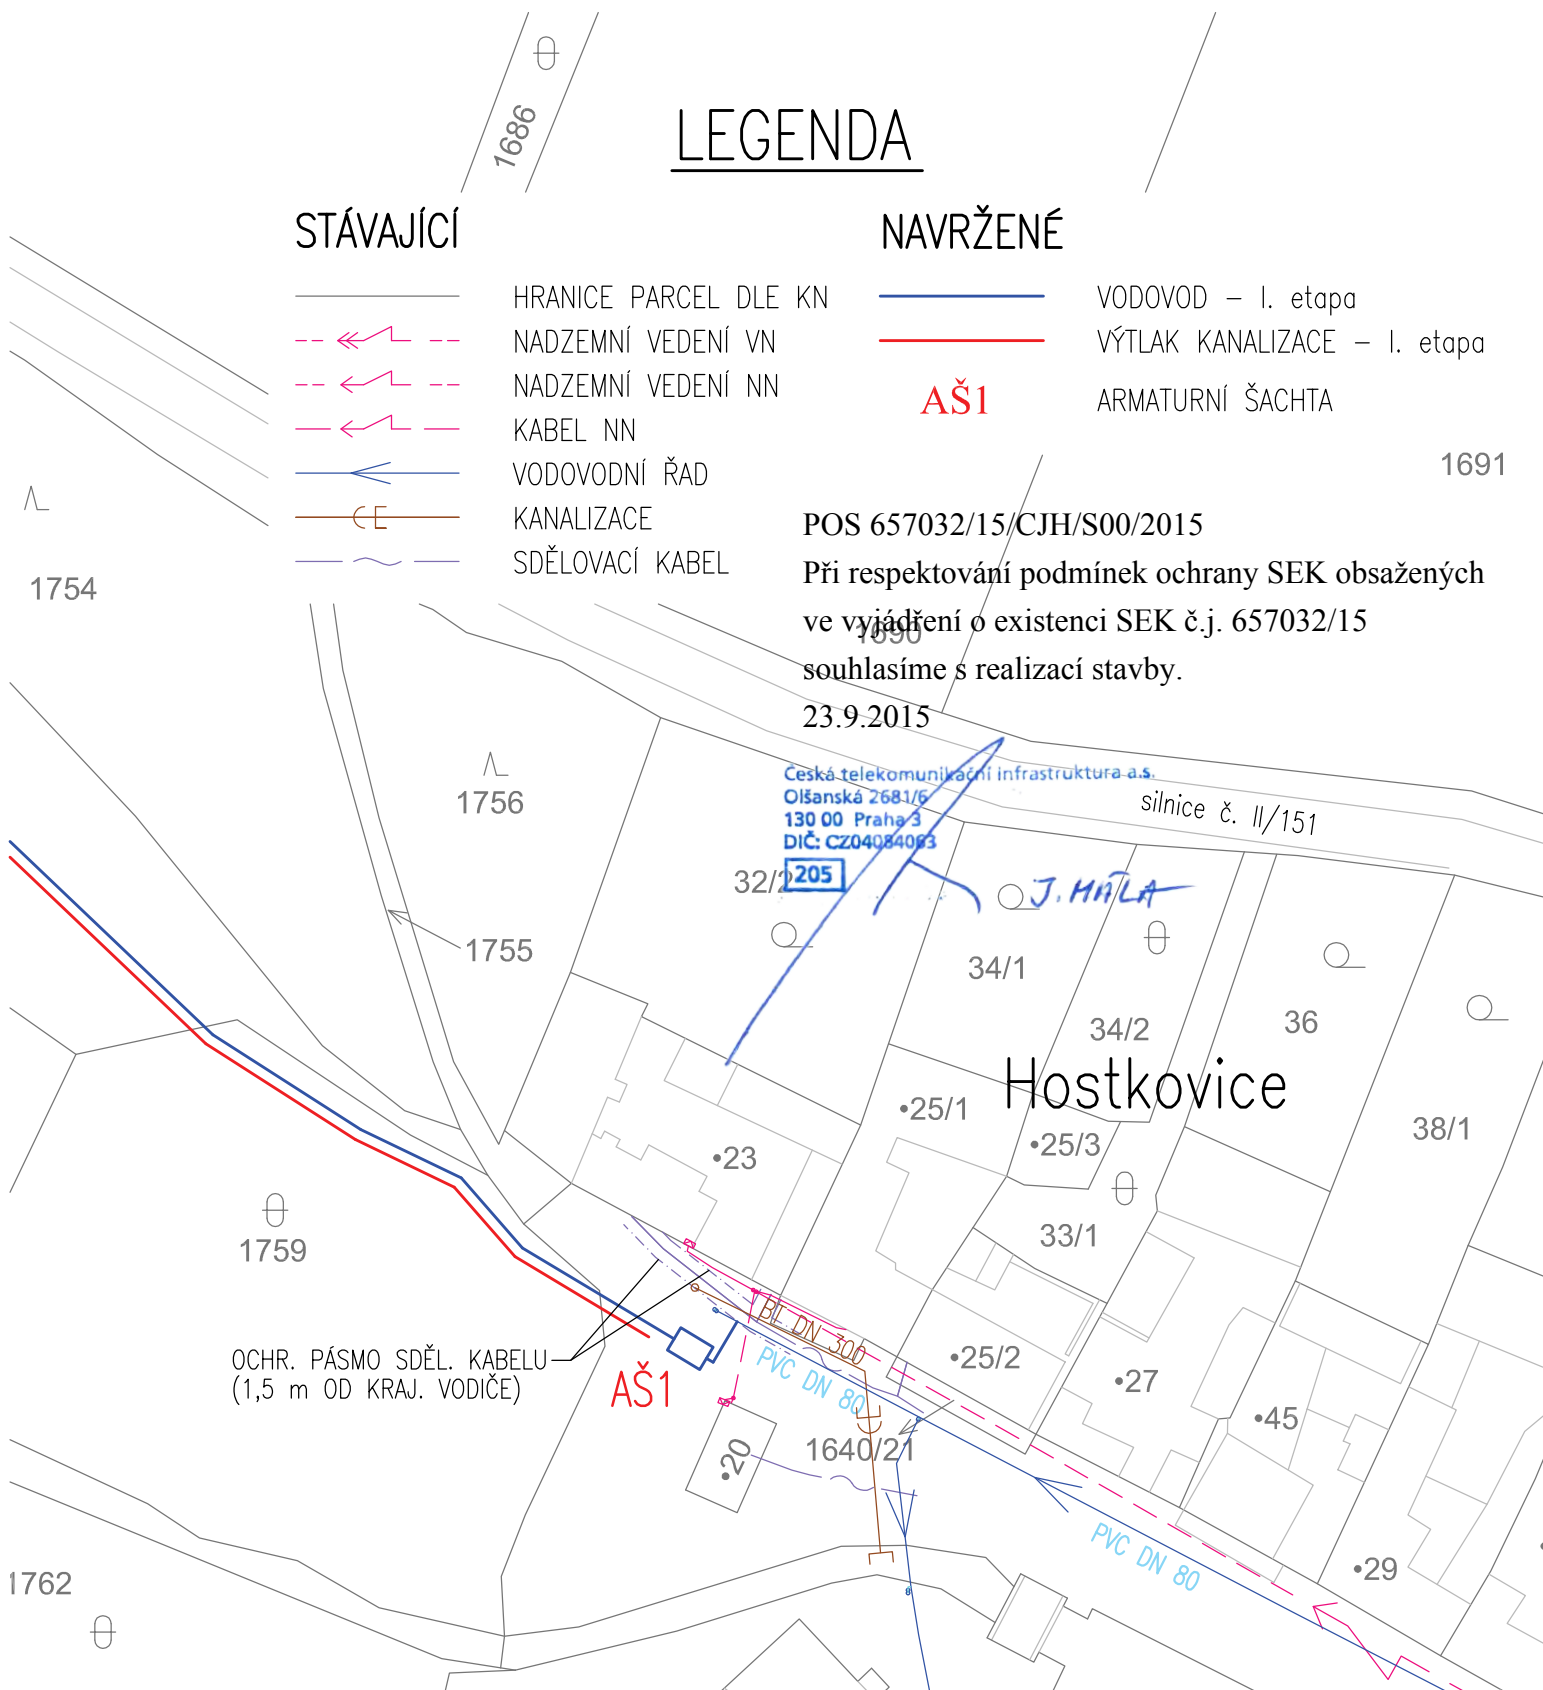 1686
LEGENDA
STÁVAJÍCÍ
NAVRŽENÉ
HRANICE PARCEL DLE KN
VODOVOD – I. etapa
NADZEMNÍ VEDENÍ VN
VÝTLAK KANALIZACE – I. etapa
NADZEMNÍ VEDENÍ NN
AŠ1
ARMATURNÍ ŠACHTA
KABEL NN
VODOVODNÍ ŘAD
1691
KANALIZACE
SDĚLOVACÍ KABEL
1754
POS 657032/15/CJH/S00/2015
Při respektování podmínek ochrany SEK obsažených
ve vyjádření o existenci SEK č.j. 657032/15
1690
souhlasíme s realizací stavby.
23.9.2015
Česká telekomunikační infrastruktura a.s.
Olšanská 2681/6
130 00 Praha 3
DIČ: CZ04084063
205
silnice č. II/151
1756
32/2
J. MÁLA
1755
34/1
34/2
36
Hostkovice
•25/1
38/1
•25/3
•23
33/1
1759
BE DN 300
OCHR. PÁSMO SDĚL. KABELU
(1,5 m OD KRAJ. VODIČE)
AŠ1
PVC DN 80
•25/2
•27
•45
1640/21
•20
PVC DN 80
•29
1762